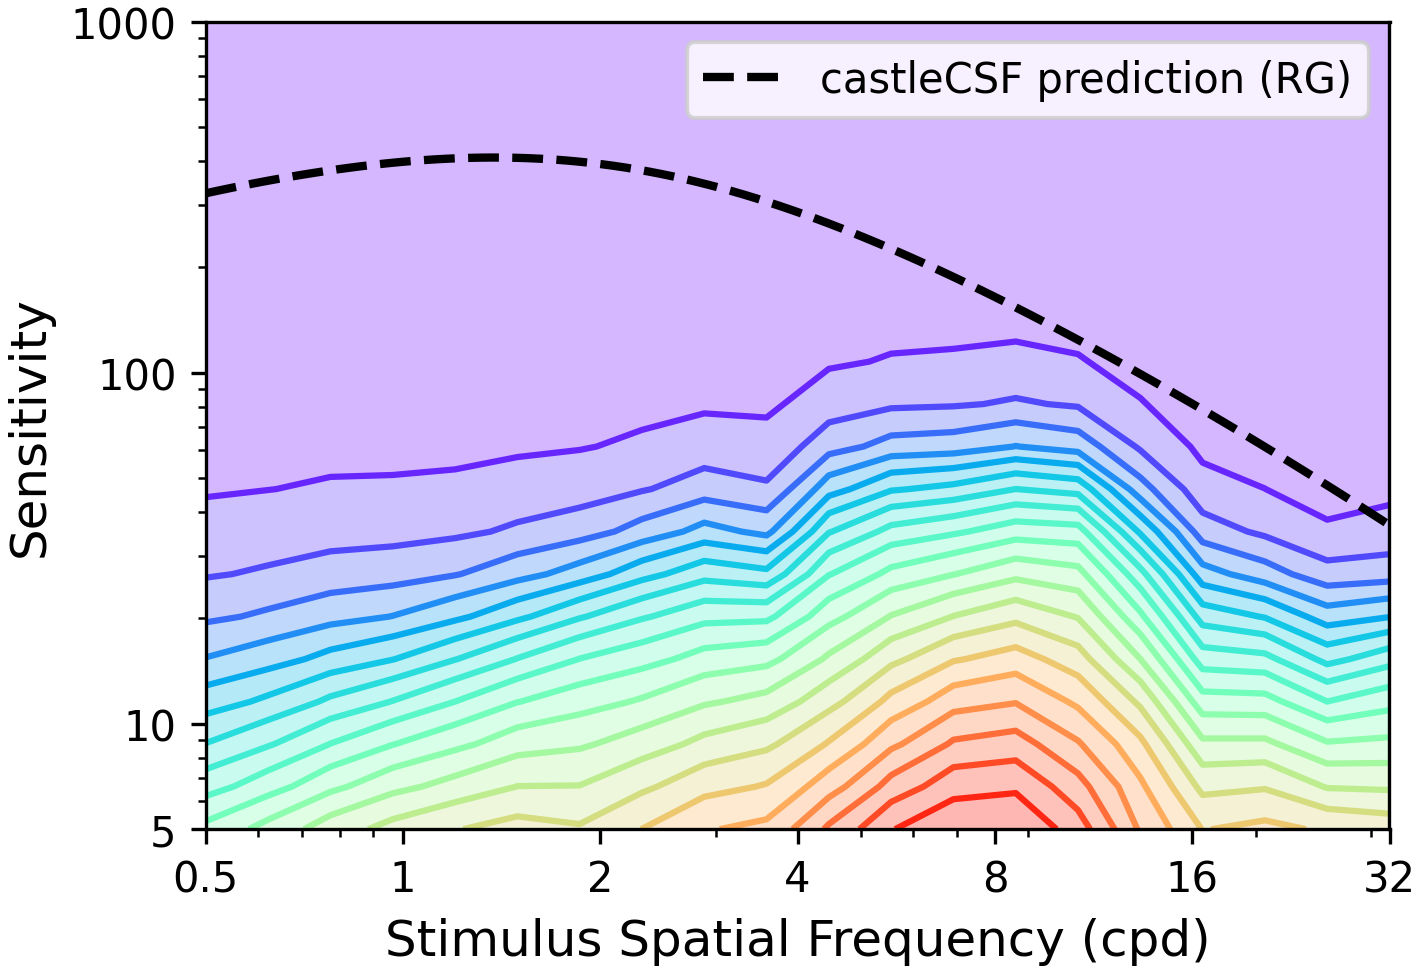 1000
castleCSF prediction (RG)
Sensitivity
100
10
5
0.5 1 2 4 8 16 32
Stimulus Spatial Frequency (cpd)